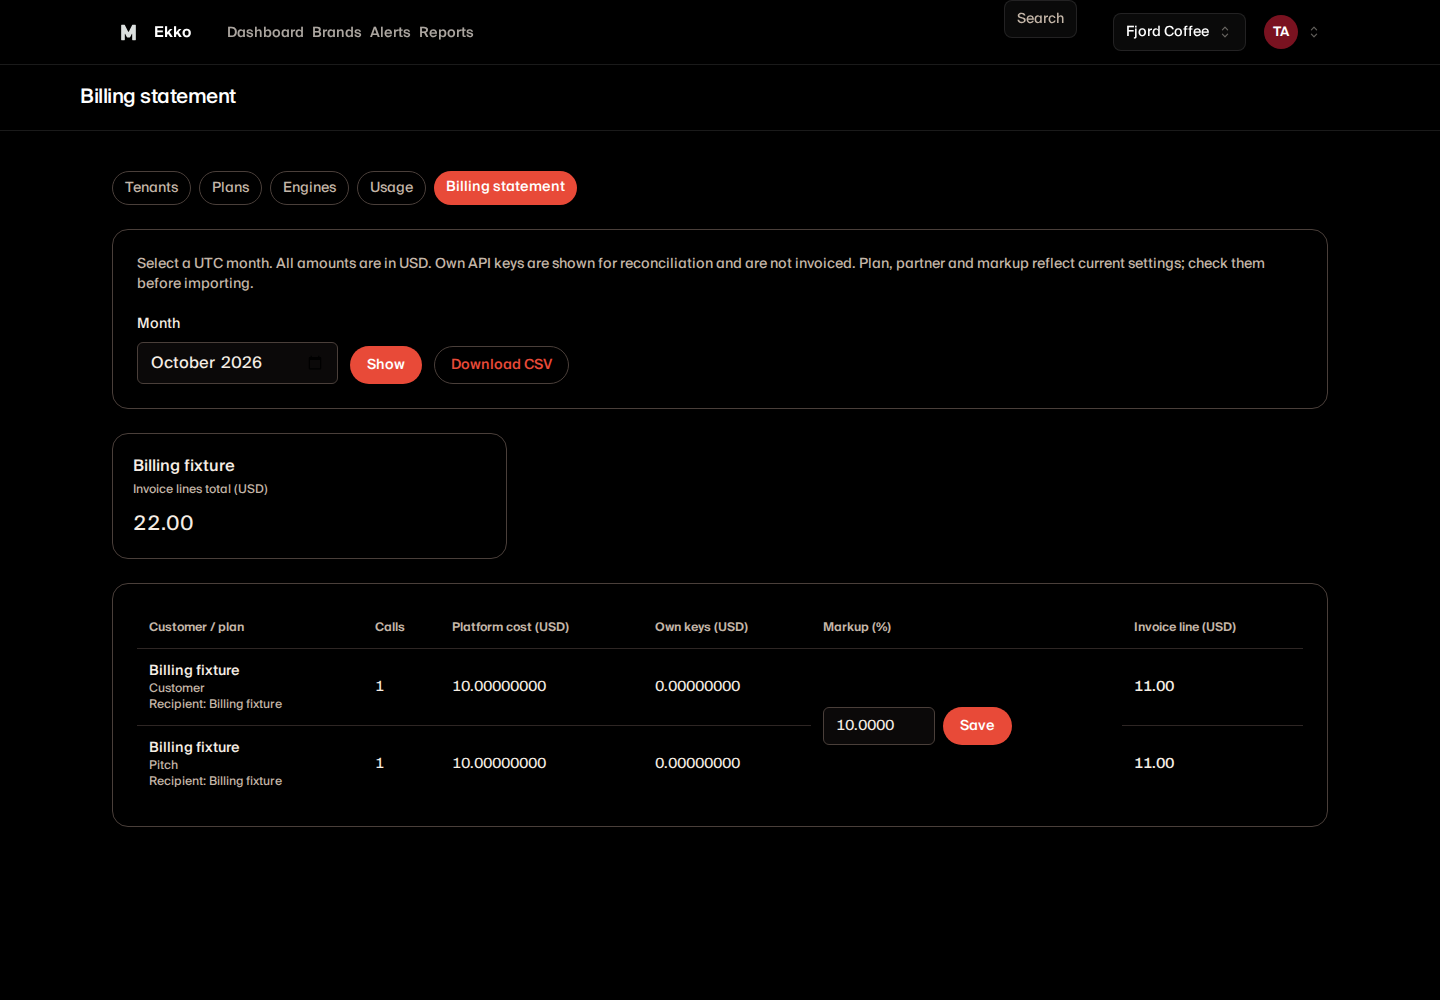 Ekko
Dashboard Brands Alerts Reports
Search
Fjord Coffee
TA
Billing statement
Tenants
Plans
Engines
Usage
Billing statement
Select a UTC month. All amounts are in USD. Own API keys are shown for reconciliation and are not invoiced. Plan, partner and markup reflect current settings; check them
before importing.
Month
October 2026
Show
Download CSV
Billing fixture
Invoice lines total (USD)
22.00
Customer / plan Calls Platform cost (USD) Own keys (USD) Markup (%) Invoice line (USD)
Billing fixture
Customer
Recipient: Billing fixture
1 10.00000000 0.00000000 11.00
10.0000 Save
Billing fixture
Pitch
Recipient: Billing fixture
1 10.00000000 0.00000000 11.00